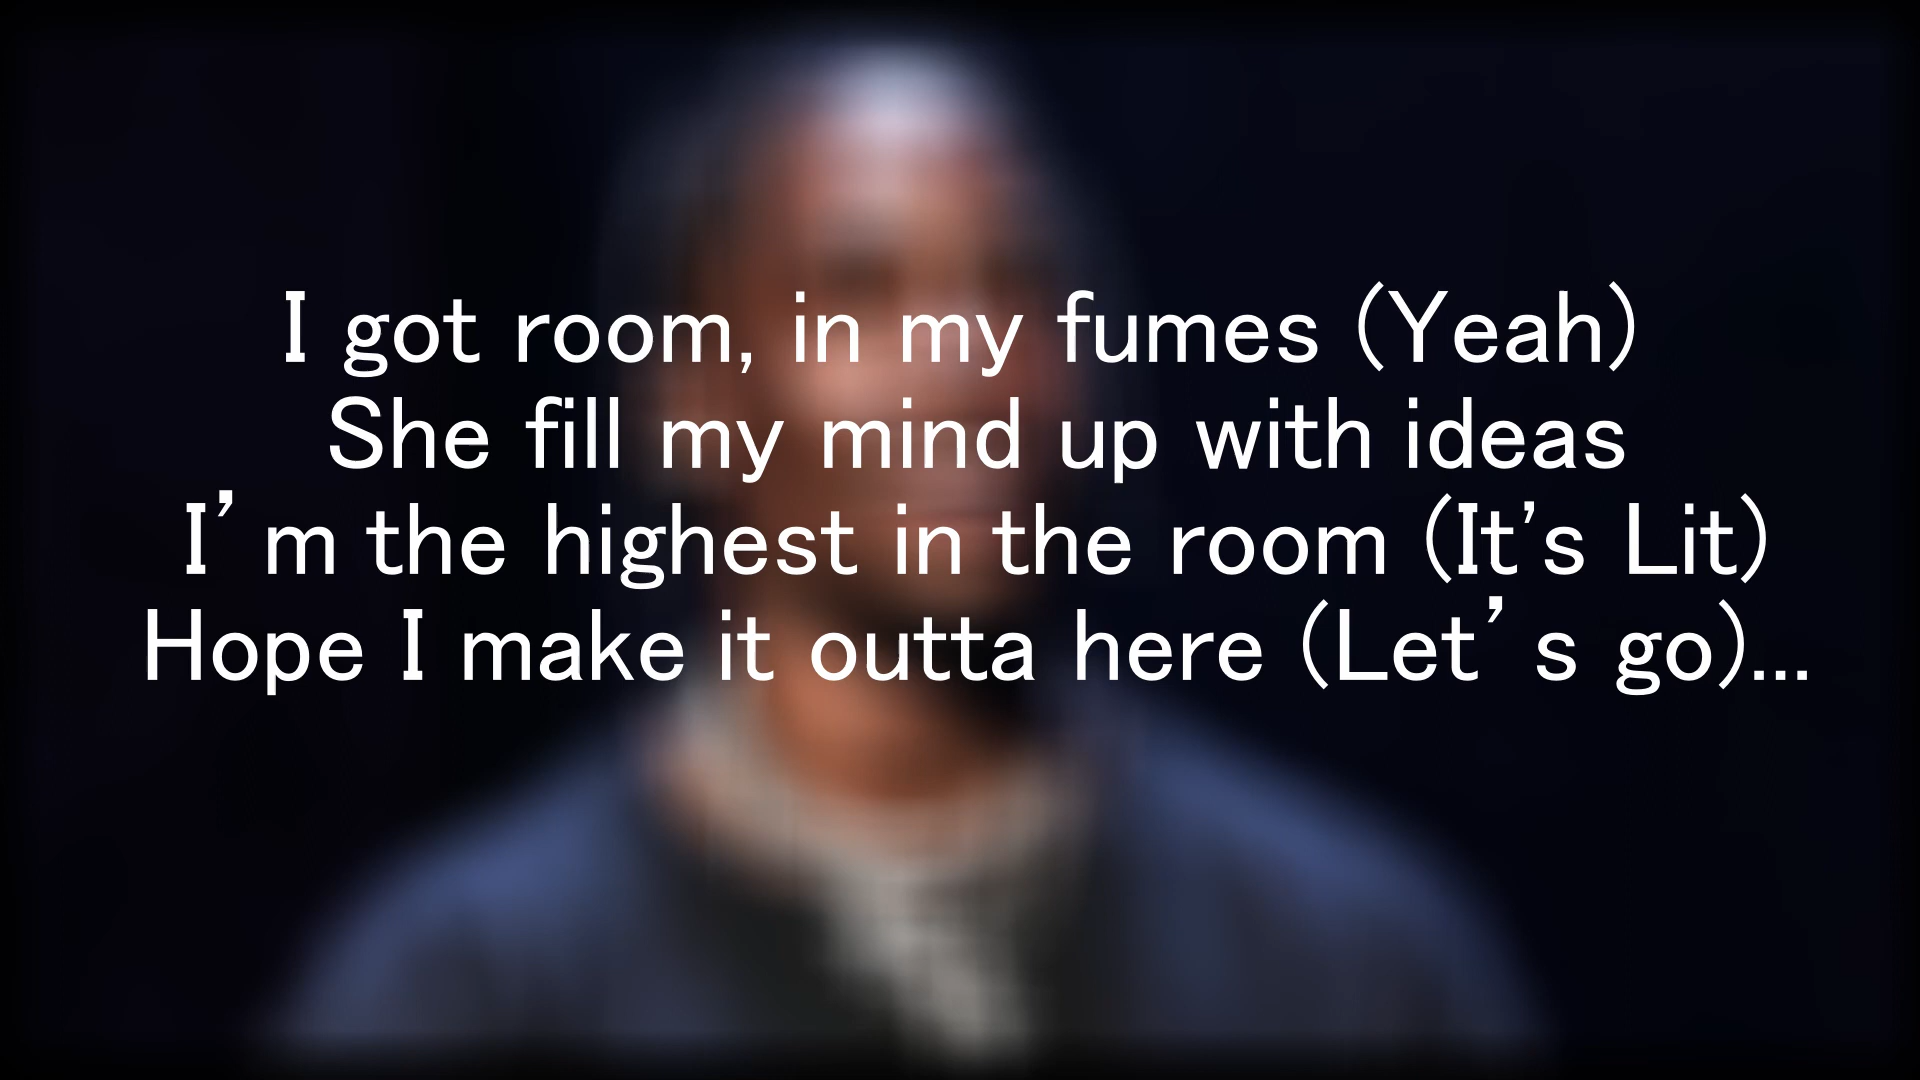 I got room, in my fumes (Yeah)
She fill my mind up with ideas
I’m the highest in the room (It's Lit)
Hope I make it outta here (Let’s go)...